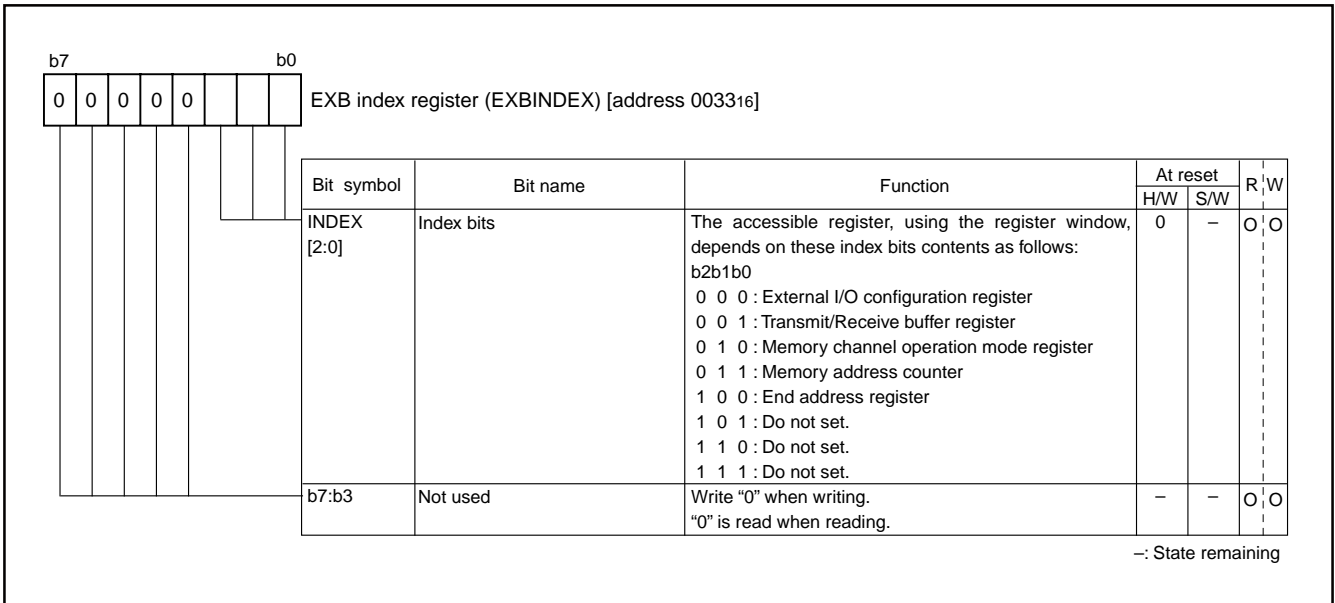 b7 b0
0 0 0 0 0 EXB index register (EXBINDEX) [address 003316]
Bit symbol Bit name Function At reset R W
H/W S/W
INDEX Index bits The accessible register, using the register window, 0 – O O
[2:0] depends on these index bits contents as follows:
b2b1b0
0 0 0 : External I/O configuration register
0 0 1 : Transmit/Receive buffer register
0 1 0 : Memory channel operation mode register
0 1 1 : Memory address counter
1 0 0 : End address register
1 0 1 : Do not set.
1 1 0 : Do not set.
1 1 1 : Do not set.
b7:b3 Not used Write “0” when writing. – – O O
“0” is read when reading.
–: State remaining